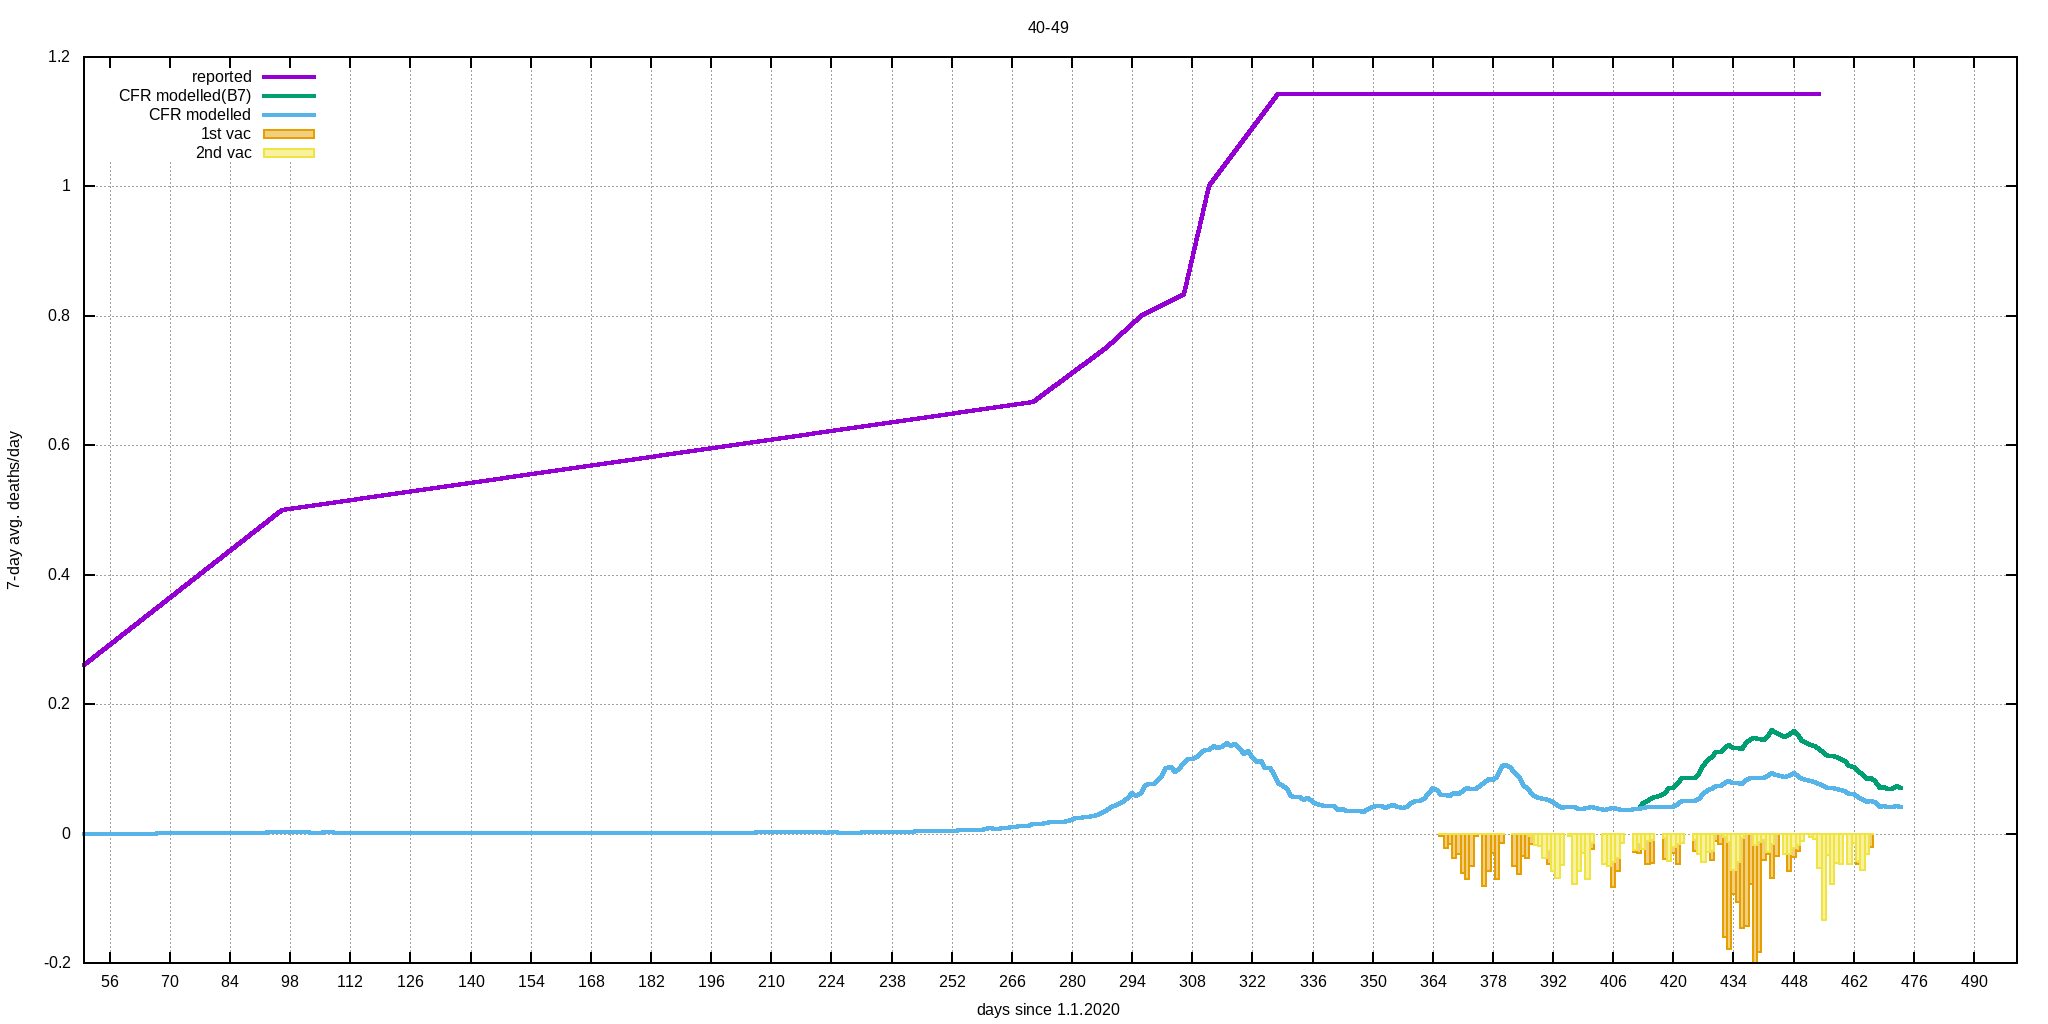 40-49
1.2
1
0.8
0.6
0.4
0.2
0
-0.2
7-day avg. deaths/day
reported
CFR modelled(B7)
CFR modelled
1st vac
2nd vac
56 70 84 98 112 126 140 154 168 182 196 210 224 238 252 266 280 294 308 322 336 350 364 378 392 406 420 434 448 462 476 490
days since 1.1.2020